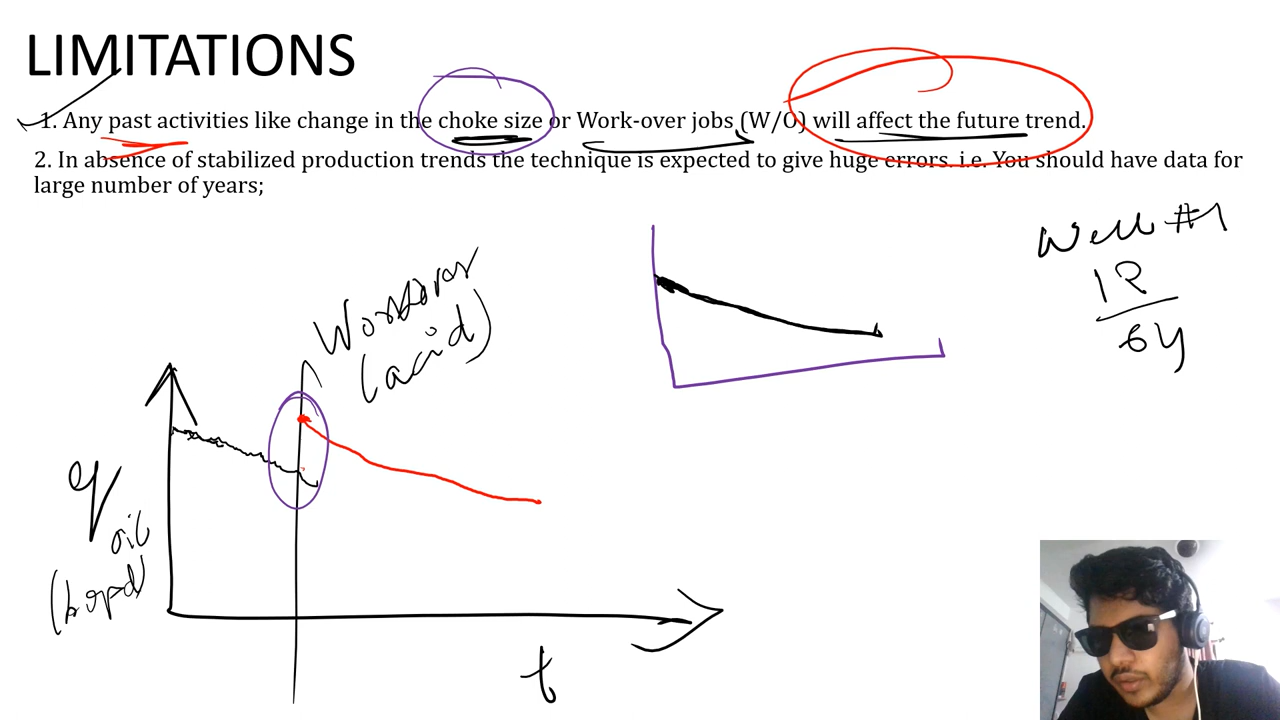 LIMITATIONS
1. Any past activities like change in the choke size or Work-over jobs (W/O) will affect the future trend.
2. In absence of stabilized production trends the technique is expected to give huge errors. i.e. You should have data for
large number of years;
Well #1
12
6y
Workover
(acid)
q oil
(bopd)
t